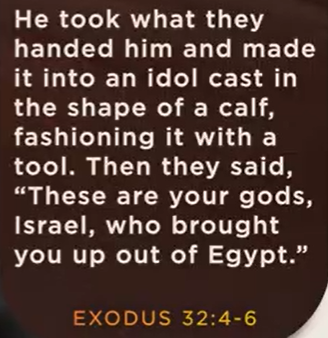 He took what they
handed him and made
it into an idol cast in
the shape of a calf,
fashioning it with a
tool. Then they said,
“These are your gods,
Israel, who brought
you up out of Egypt.”
EXODUS 32:4-6